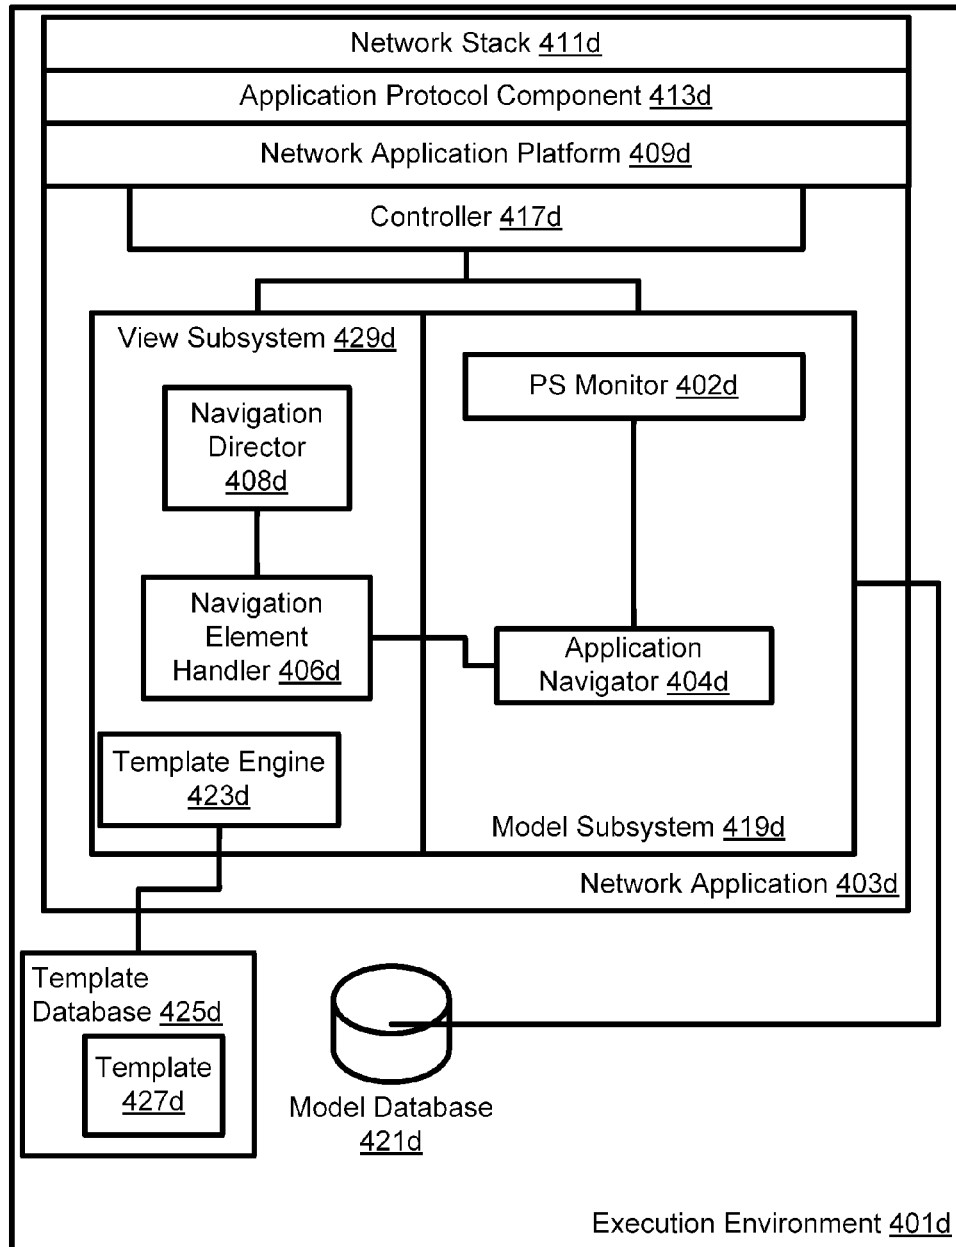 Network Stack 411d
Application Protocol Component 413d
Network Application Platform 409d
Controller 417d
View Subsystem 429d
Navigation
Director
408d
Navigation
Element
Handler 406d
Template Engine
423d
PS Monitor 402d
Application
Navigator 404d
Model Subsystem 419d
Network Application 403d
Template
Database 425d
Template
427d
Model Database
421d
Execution Environment 401d